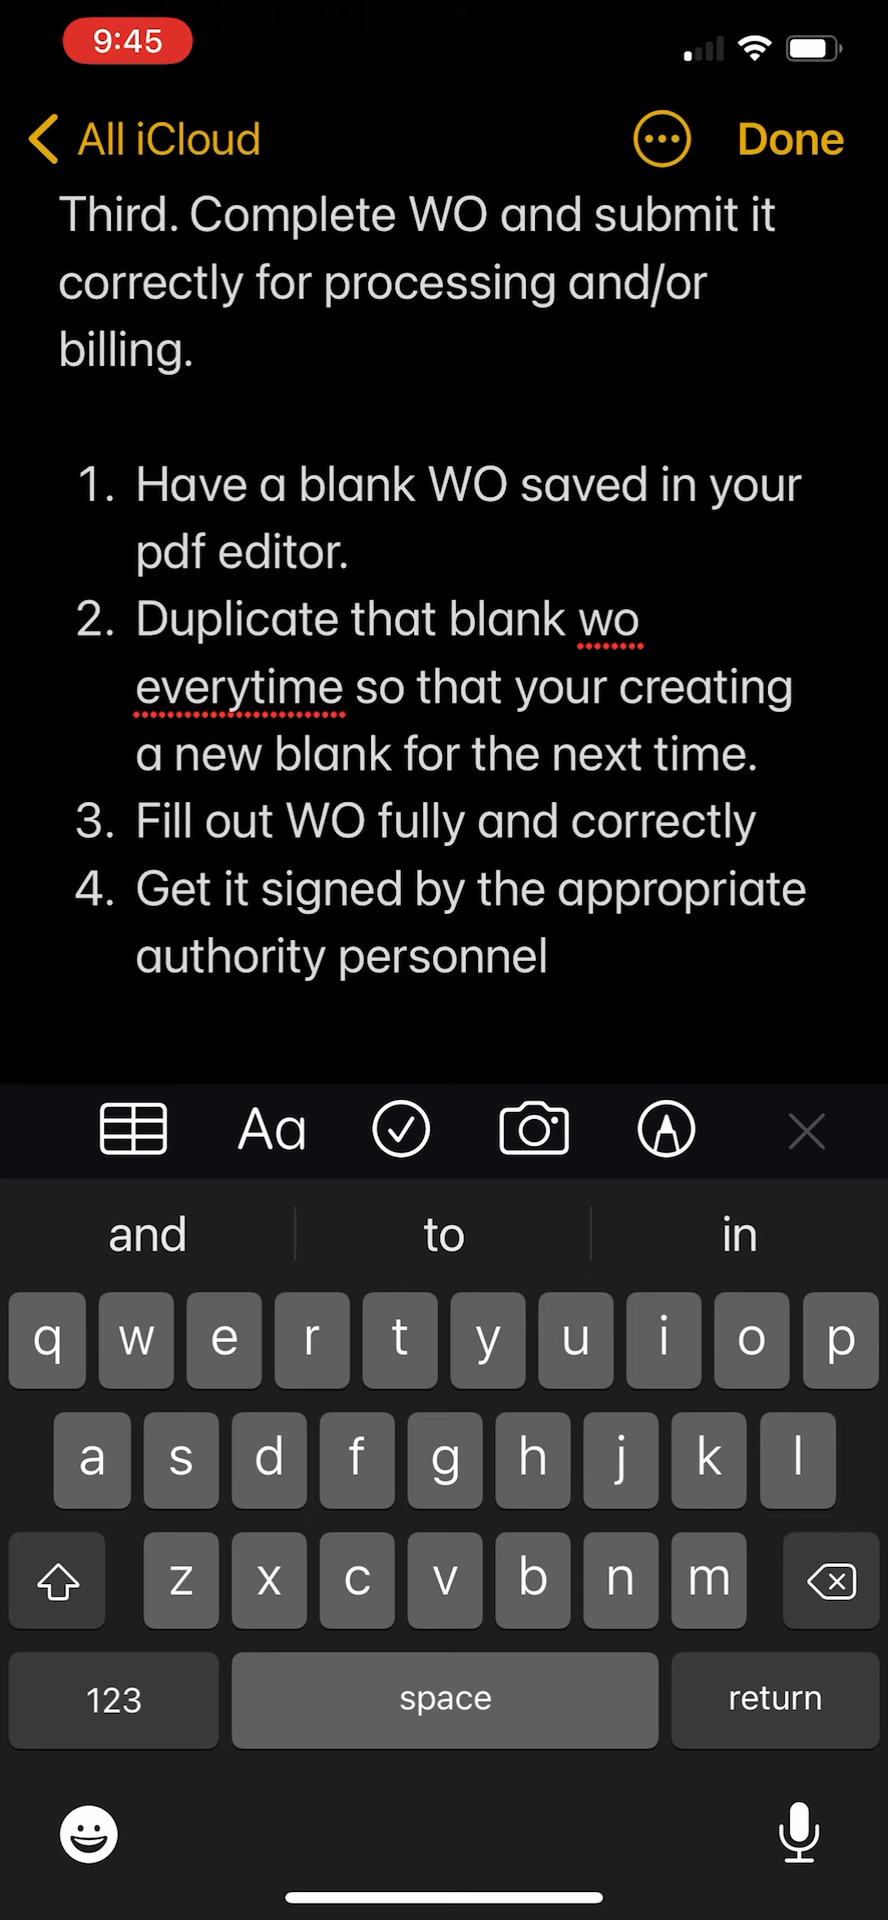 9:45
All iCloud
Done
Third. Complete WO and submit it
correctly for processing and/or
billing.
1. Have a blank WO saved in your
pdf editor.
2. Duplicate that blank wo
everytime so that your creating
a new blank for the next time.
3. Fill out WO fully and correctly
4. Get it signed by the appropriate
authority personnel
Aa
and to in
q w e r t y u i o p
a s d f g h j k l
z x c v b n m
123 space return